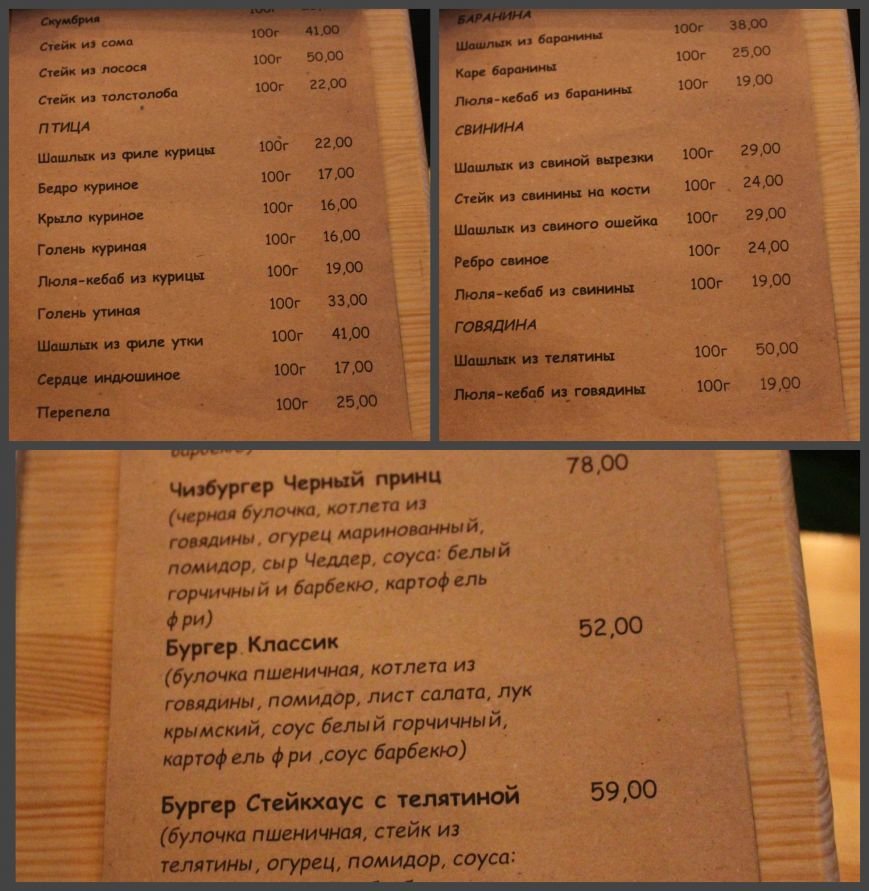 Скумбрия
Стейк из сома 100г 41,00
Стейк из лосося 100г 50,00
Стейк из толстолоба 100г 22,00
ПТИЦА
Шашлык из филе курицы 100г 22,00
Бедро куриное 100г 17,00
Крыло куриное 100г 16,00
Голень куриная 100г 16,00
Люля-кебаб из курицы 100г 19,00
Голень утиная 100г 33,00
Шашлык из филе утки 100г 41,00
Сердце индюшиное 100г 17,00
Перепела 100г 25,00
БАРАНИНА
Шашлык из баранины 100г 38,00
Каре баранины 100г 25,00
Люля-кебаб из баранины 100г 19,00
СВИНИНА
Шашлык из свиной вырезки 100г 29,00
Стейк из свинины на кости 100г 24,00
Шашлык из свиного ошейка 100г 29,00
Ребро свиное 100г 24,00
Люля-кебаб из свинины 100г 19,00
ГОВЯДИНА
Шашлык из телятины 100г 50,00
Люля-кебаб из говядины 100г 19,00
Чизбургер Черный принц 78,00
(черная булочка, котлета из
говядины, огурец маринованный,
помидор, сыр Чеддер, соуса: белый
горчичный и барбекю, картофель
фри)
Бургер Классик 52,00
(булочка пшеничная, котлета из
говядины, помидор, лист салата, лук
крымский, соус белый горчичный,
картофель фри ,соус барбекю)
Бургер Стейкхаус с телятиной 59,00
(булочка пшеничная, стейк из
телятины, огурец, помидор, соуса: